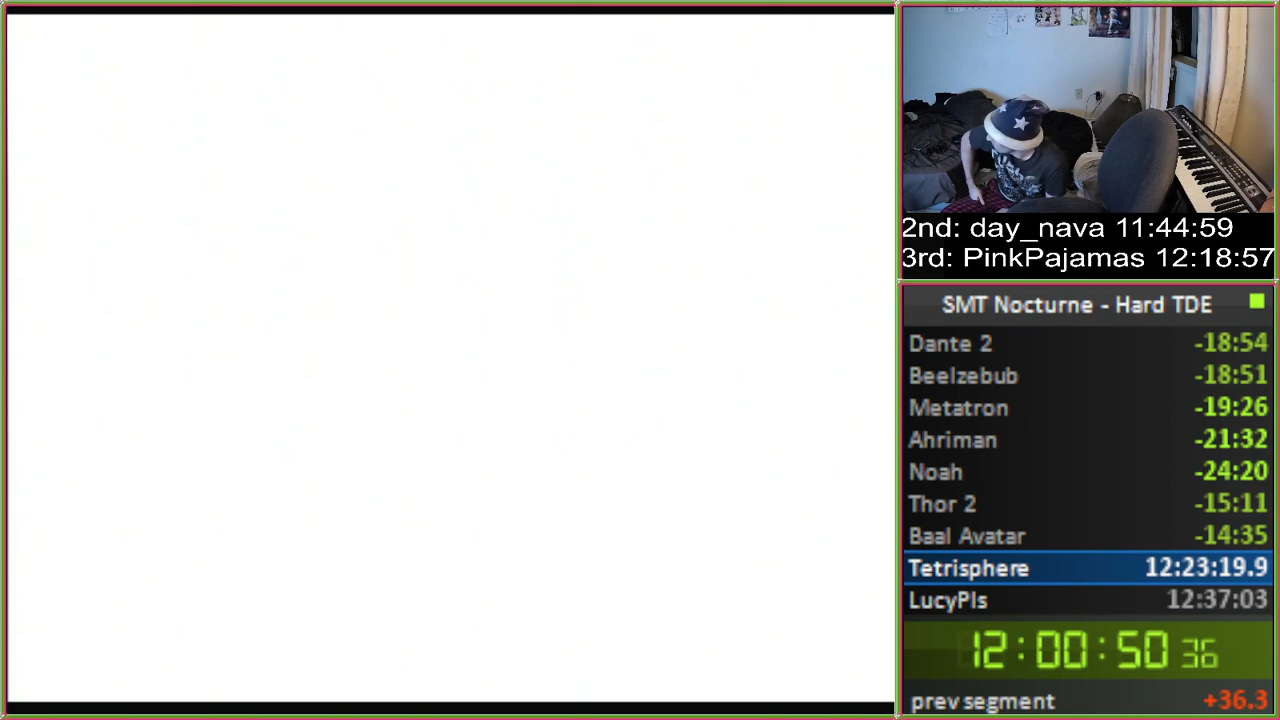 2nd: day_nava 11:44:59
3rd: PinkPajamas 12:18:57
SMT Nocturne - Hard TDE
Dante 2 -18:54
Beelzebub -18:51
Metatron -19:26
Ahriman -21:32
Noah -24:20
Thor 2 -15:11
Baal Avatar -14:35
Tetrisphere 12:23:19.9
LucyPls 12:37:03
12:00:50 36
prev segment +36.3